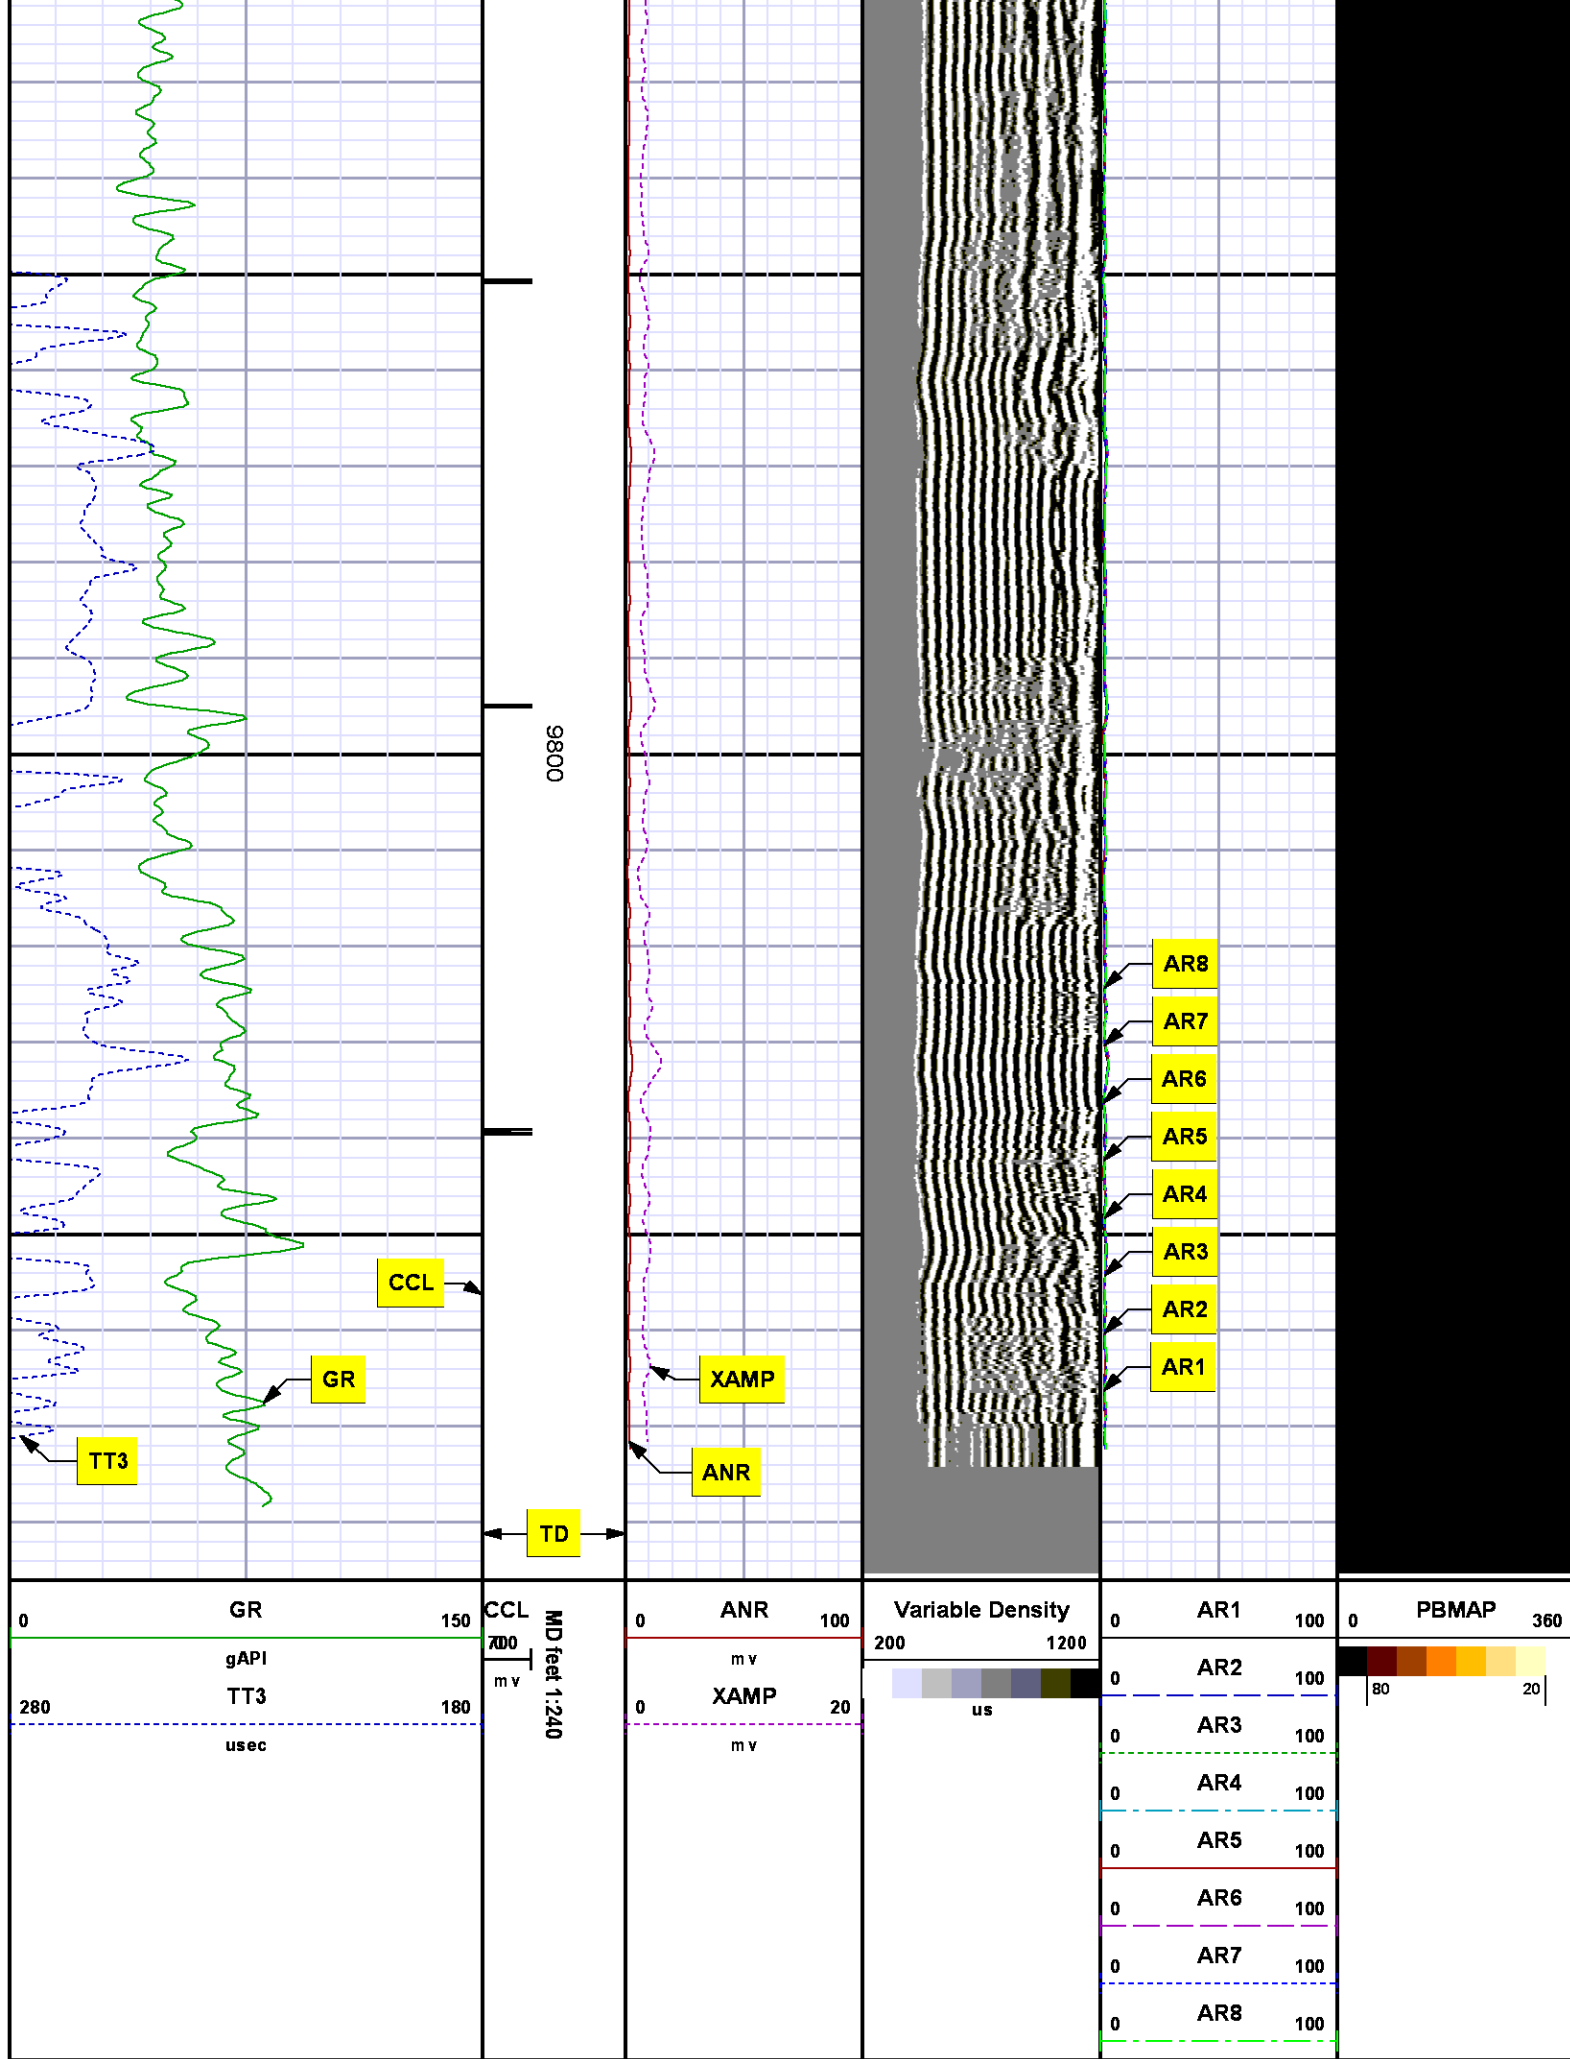 9800
AR8
AR7
AR6
AR5
AR4
AR3
AR2
AR1
CCL
GR
XAMP
TT3
ANR
TD
0 GR 150
gAPI
280 TT3 180
usec
CCL
700
mv
MD feet 1:240
0 ANR 100
mv
0 XAMP 20
mv
Variable Density
200 1200
us
0 AR1 100
0 AR2 100
0 AR3 100
0 AR4 100
0 AR5 100
0 AR6 100
0 AR7 100
0 AR8 100
0 PBMAP 360
80 20